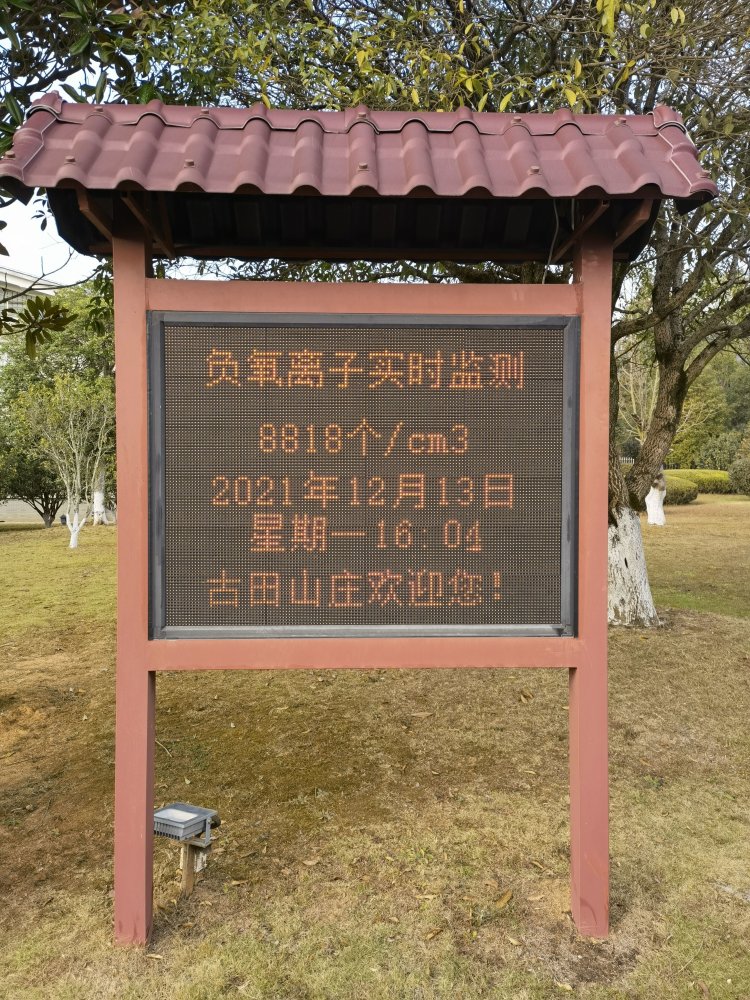 负氧离子实时监测
8818个/cm3
2021年12月13日
星期一16:04
古田山庄欢迎您!